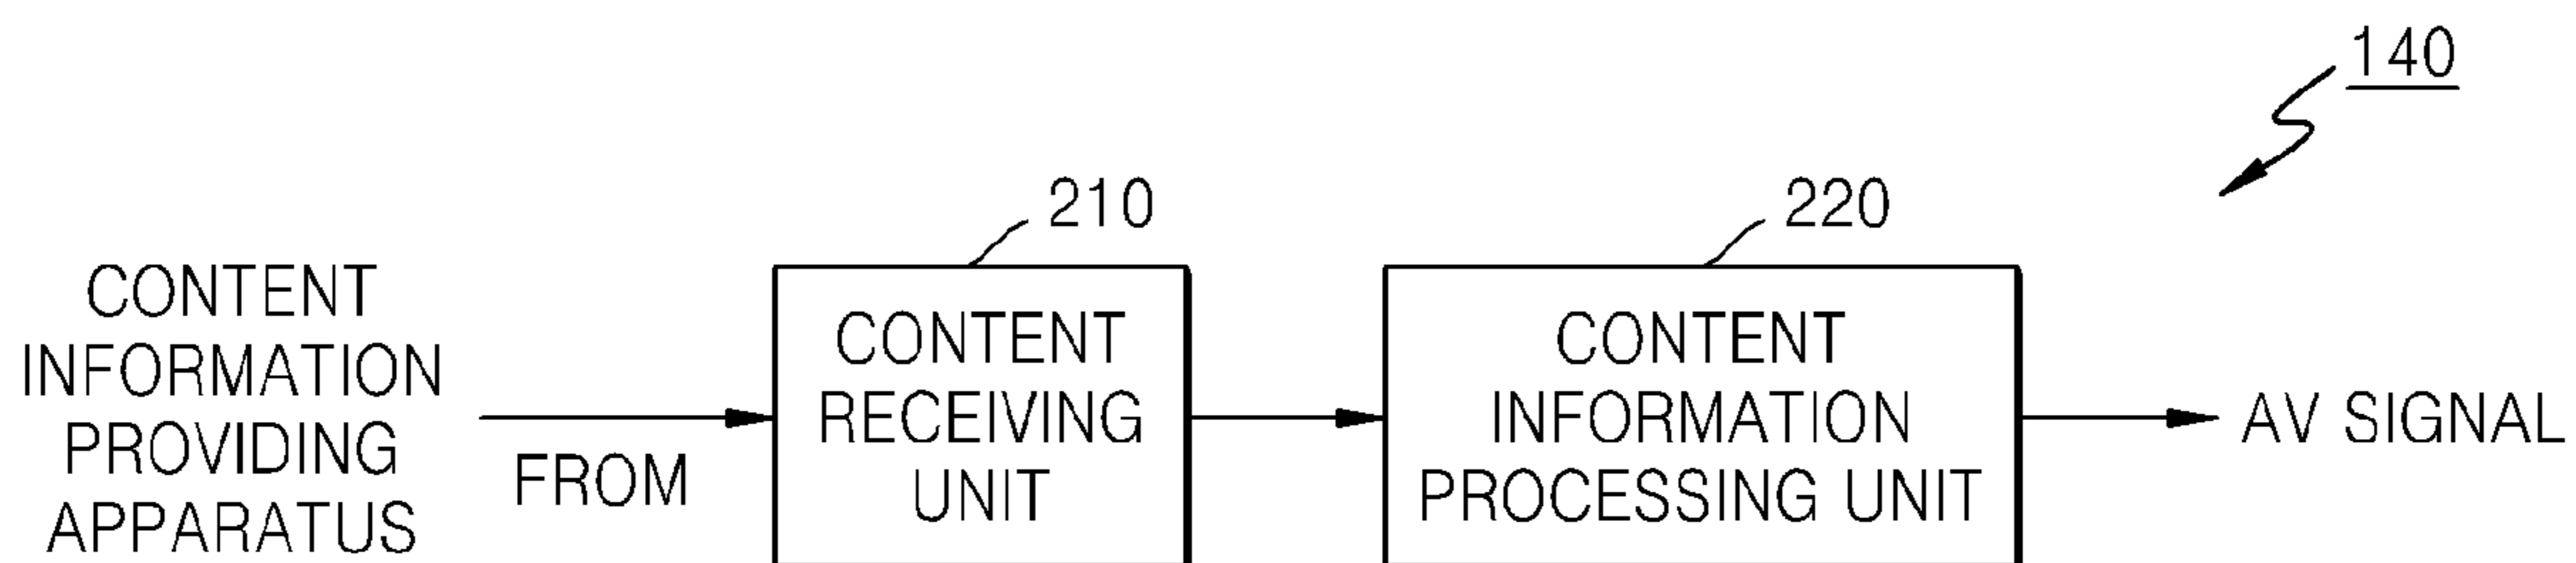 140
210
220
CONTENT
INFORMATION
PROVIDING
APPARATUS
FROM
CONTENT
RECEIVING
UNIT
CONTENT
INFORMATION
PROCESSING UNIT
AV SIGNAL